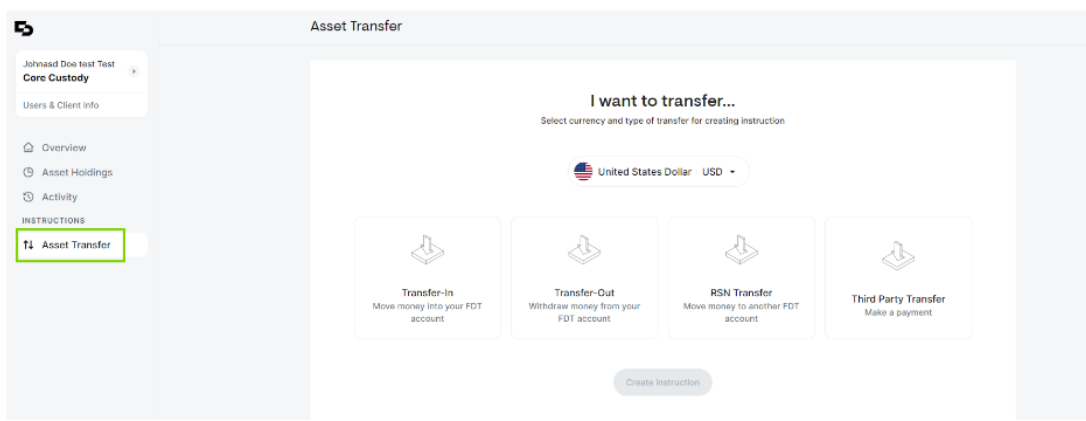 Asset Transfer
Johnasd Doe test Test
Core Custody
Users & Client Info
Overview
Asset Holdings
Activity
INSTRUCTIONS
Asset Transfer
I want to transfer...
Select currency and type of transfer for creating instruction
United States Dollar USD
Transfer-In
Move money into your FDT
account
Transfer-Out
Withdraw money from your
FDT account
RSN Transfer
Move money to another FDT
account
Third Party Transfer
Make a payment
Create instruction